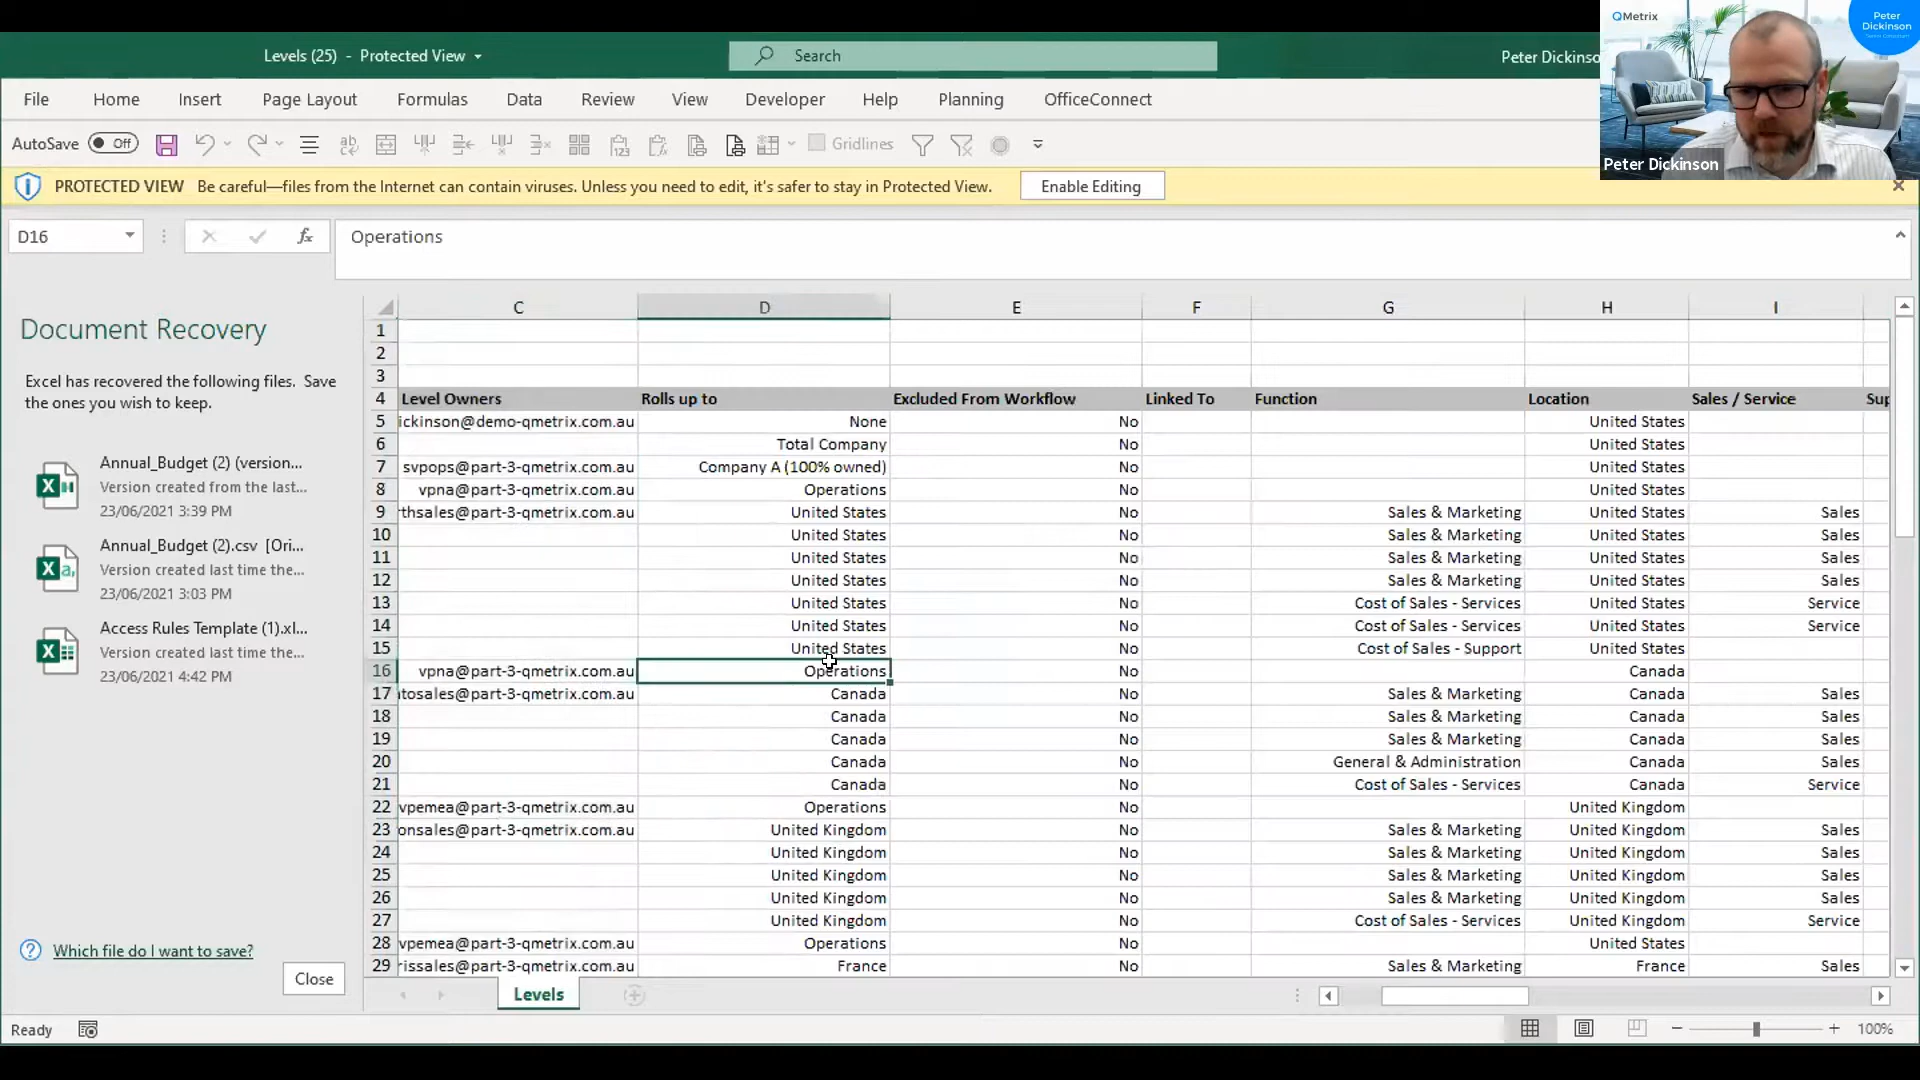 QMetrix
Peter
Dickinson
Levels (25) - Protected View
Search
Peter Dickinso
File Home Insert Page Layout Formulas Data Review View Developer Help Planning OfficeConnect
AutoSave Off
Gridlines
Peter Dickinson
PROTECTED VIEW Be careful—files from the Internet can contain viruses. Unless you need to edit, it's safer to stay in Protected View. Enable Editing
D16 fx Operations
Document Recovery
Excel has recovered the following files. Save
the ones you wish to keep.
Annual_Budget (2) (version...
Version created from the last...
23/06/2021 3:39 PM
Annual_Budget (2).csv [Ori...
Version created last time the...
23/06/2021 3:03 PM
Access Rules Template (1).xl...
Version created last time the...
23/06/2021 4:42 PM
Which file do I want to save?
Close
C D E F G H I
1
2
3
4 Level Owners Rolls up to Excluded From Workflow Linked To Function Location Sales / Service Sup
5 ickinson@demo-qmetrix.com.au None No United States
6 Total Company No United States
7 svpops@part-3-qmetrix.com.au Company A (100% owned) No United States
8 vpna@part-3-qmetrix.com.au Operations No United States
9 rthsales@part-3-qmetrix.com.au United States No Sales & Marketing United States Sales
10 United States No Sales & Marketing United States Sales
11 United States No Sales & Marketing United States Sales
12 United States No Sales & Marketing United States Sales
13 United States No Cost of Sales - Services United States Service
14 United States No Cost of Sales - Services United States Service
15 United States No Cost of Sales - Support United States
16 vpna@part-3-qmetrix.com.au Operations No Canada
17 ntosales@part-3-qmetrix.com.au Canada No Sales & Marketing Canada Sales
18 Canada No Sales & Marketing Canada Sales
19 Canada No Sales & Marketing Canada Sales
20 Canada No General & Administration Canada Sales
21 Canada No Cost of Sales - Services Canada Service
22 vpemea@part-3-qmetrix.com.au Operations No United Kingdom
23 onsales@part-3-qmetrix.com.au United Kingdom No Sales & Marketing United Kingdom Sales
24 United Kingdom No Sales & Marketing United Kingdom Sales
25 United Kingdom No Sales & Marketing United Kingdom Sales
26 United Kingdom No Sales & Marketing United Kingdom Sales
27 United Kingdom No Cost of Sales - Services United Kingdom Service
28 vpemea@part-3-qmetrix.com.au Operations No United States
29 rissales@part-3-qmetrix.com.au France No Sales & Marketing France Sales
Levels
Ready 100%